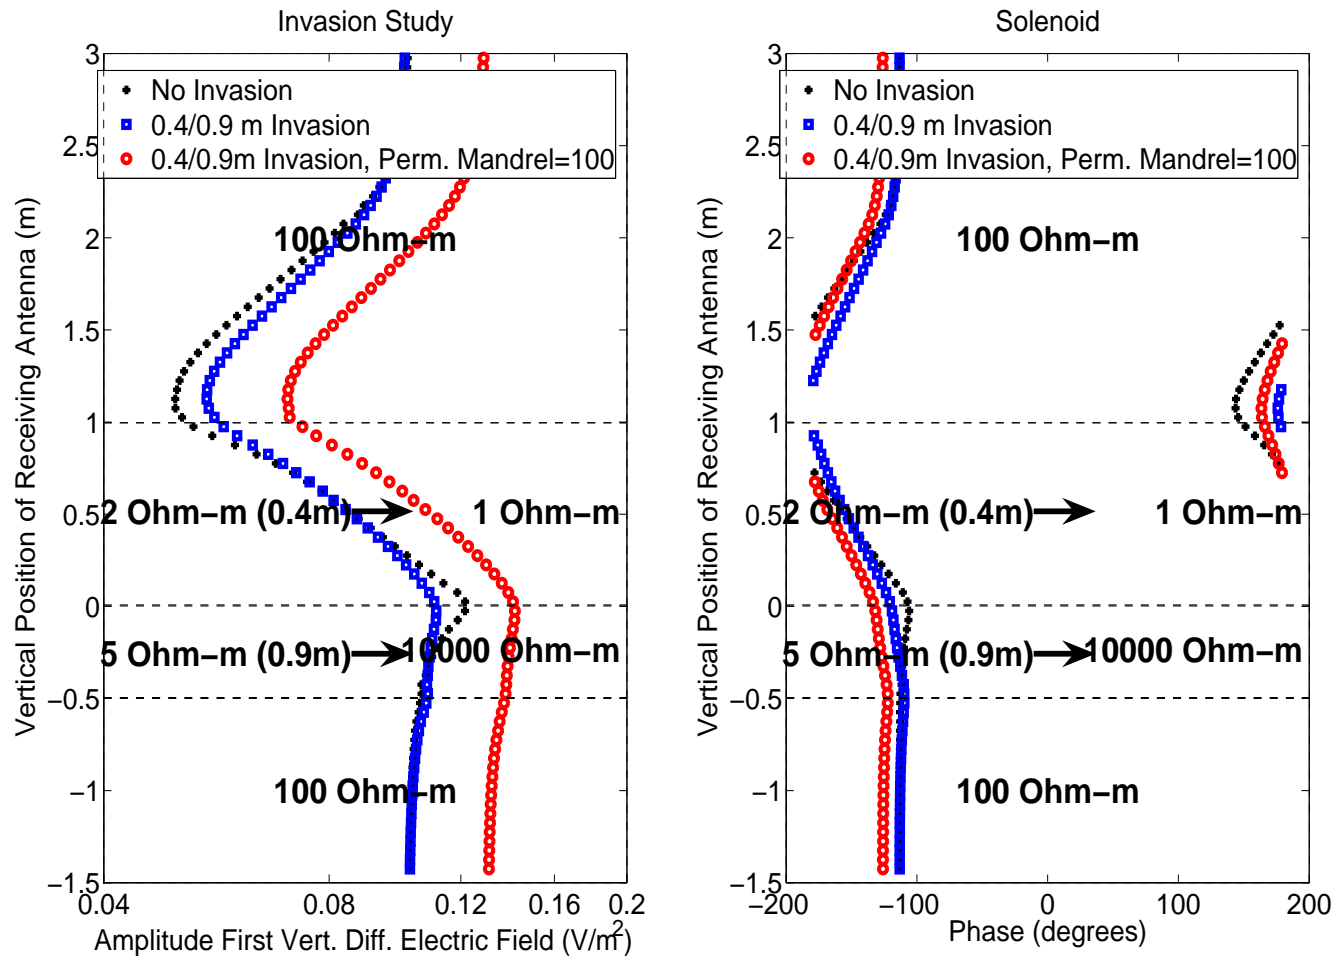 Invasion Study
Vertical Position of Receiving Antenna (m)
3
2.5
2
1.5
1
0.5
0
−0.5
−1
−1.5
No Invasion
0.4/0.9 m Invasion
0.4/0.9m Invasion, Perm. Mandrel=100
100 Ohm−m
2 Ohm−m (0.4m)
1 Ohm−m
5 Ohm−m (0.9m)
10000 Ohm−m
100 Ohm−m
0.04
0.08
0.12
0.16
0.2
Amplitude First Vert. Diff. Electric Field (V/m2)
Solenoid
Vertical Position of Receiving Antenna (m)
3
2.5
2
1.5
1
0.5
0
−0.5
−1
−1.5
No Invasion
0.4/0.9 m Invasion
0.4/0.9m Invasion, Perm. Mandrel=100
100 Ohm−m
2 Ohm−m (0.4m)
1 Ohm−m
5 Ohm−m (0.9m)
10000 Ohm−m
100 Ohm−m
−200
−100
0
100
200
Phase (degrees)